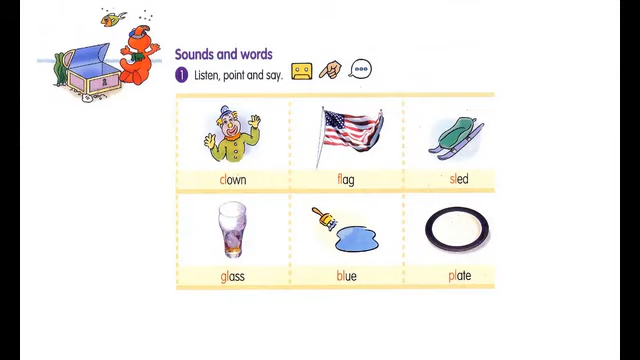 Sounds and words
1 Listen, point and say.
clown flag sled
glass blue plate